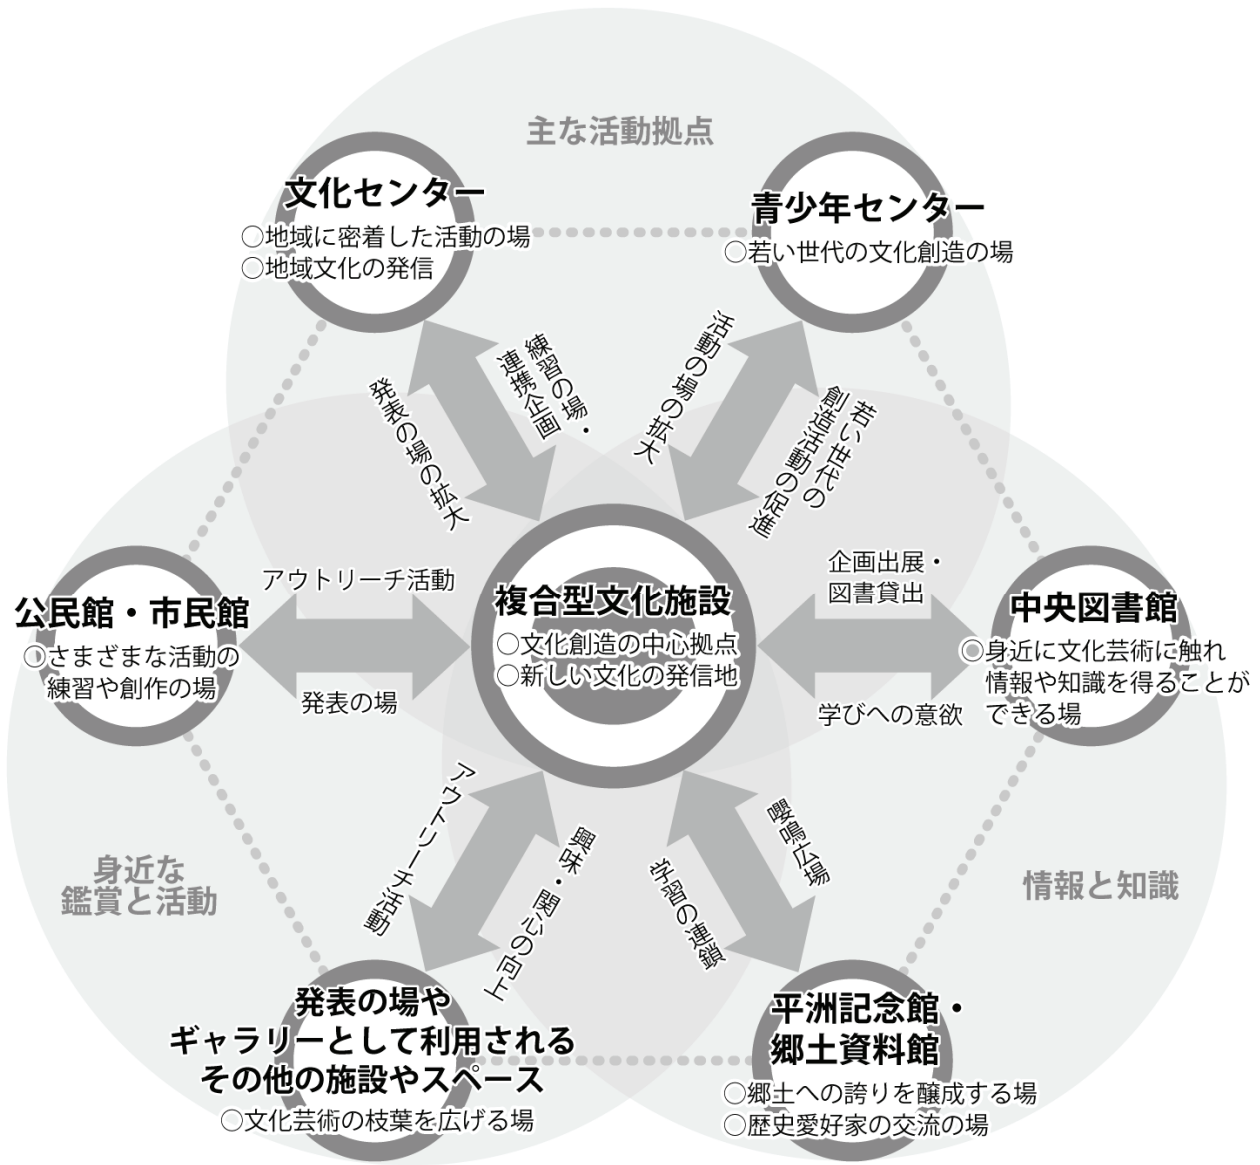 主な活動拠点
文化センター
○地域に密着した活動の場
○地域文化の発信
青少年センター
○若い世代の文化創造の場
発表の場の拡大
練習の場・
連携企画
活動の場の拡大
若い世代の
創造活動の促進
公民館・市民館
○さまざまな活動の
練習や創作の場
アウトリーチ活動
発表の場
複合型文化施設
○文化創造の中心拠点
○新しい文化の発信地
企画出展・
図書貸出
学びへの意欲
中央図書館
○身近に文化芸術に触れ
情報や知識を得ることが
できる場
アウトリーチ活動
興味・関心の向上
学習の連鎖
嚶鳴広場
身近な
鑑賞と活動
情報と知識
発表の場や
ギャラリーとして利用される
その他の施設やスペース
○文化芸術の枝葉を広げる場
平洲記念館・
郷土資料館
○郷土への誇りを醸成する場
○歴史愛好家の交流の場